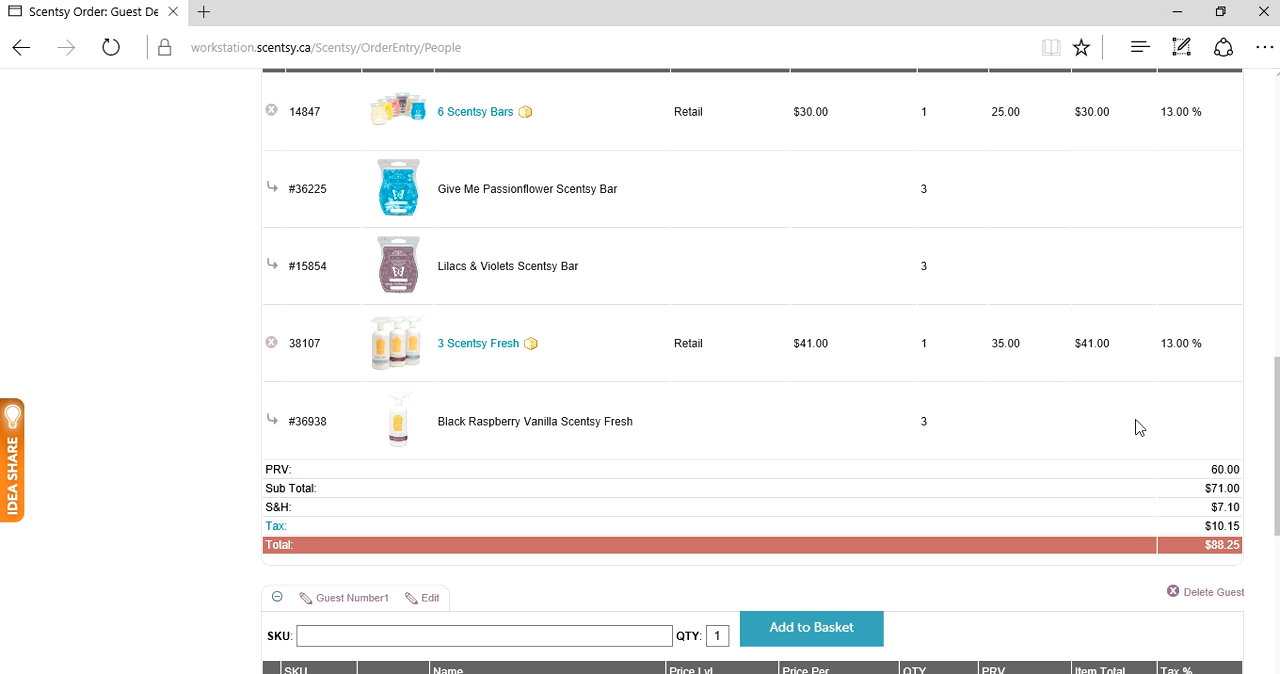 Scentsy Order: Guest De
workstation.scentsy.ca/Scentsy/OrderEntry/People
14847 6 Scentsy Bars Retail $30.00 1 25.00 $30.00 13.00 %
#36225 Give Me Passionflower Scentsy Bar 3
#15854 Lilacs & Violets Scentsy Bar 3
38107 3 Scentsy Fresh Retail $41.00 1 35.00 $41.00 13.00 %
#36938 Black Raspberry Vanilla Scentsy Fresh 3
IDEA SHARE
PRV: 60.00
Sub Total: $71.00
S&H: $7.10
Tax: $10.15
Total: $88.25
Guest Number1 Edit Delete Guest
SKU: QTY: 1 Add to Basket
SKU Name Price Lvl Price Per QTY PRV Item Total Tax %